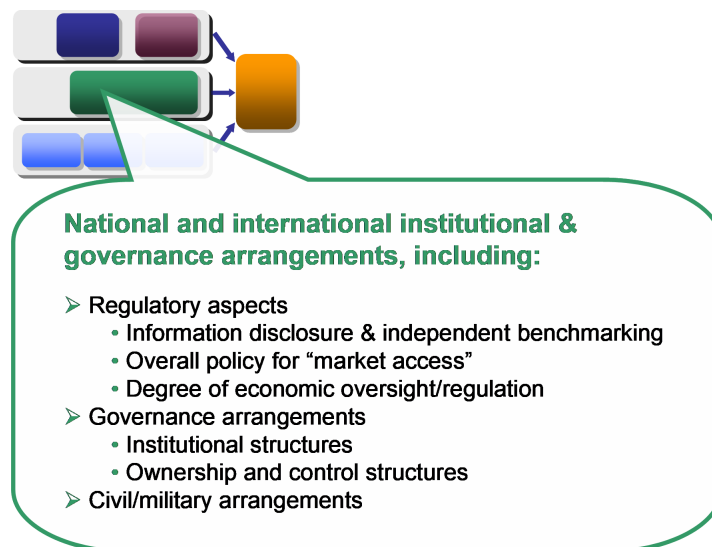 National and international institutional &
governance arrangements, including:
➢ Regulatory aspects
• Information disclosure & independent benchmarking
• Overall policy for “market access”
• Degree of economic oversight/regulation
➢ Governance arrangements
• Institutional structures
• Ownership and control structures
➢ Civil/military arrangements